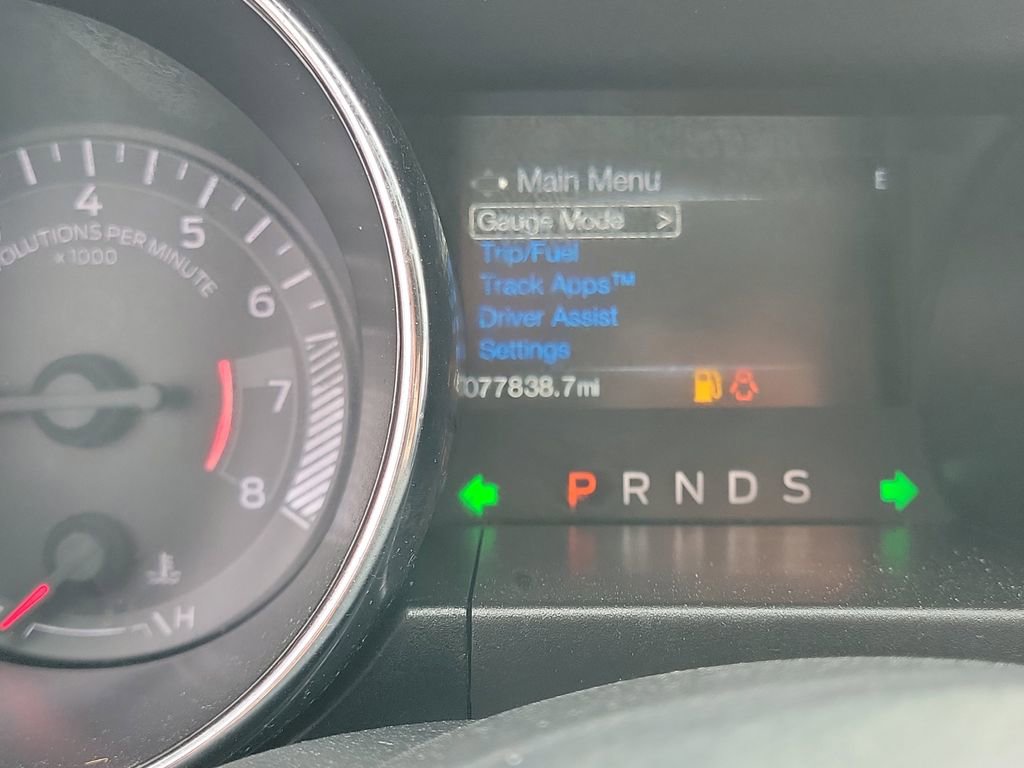 4
5
6
7
8
OLUTIONS PER MINUTE
×1000
H
Main Menu
E
Gauge Mode >
Trip/Fuel
Track Apps™
Driver Assist
Settings
077838.7mi
P R N D S